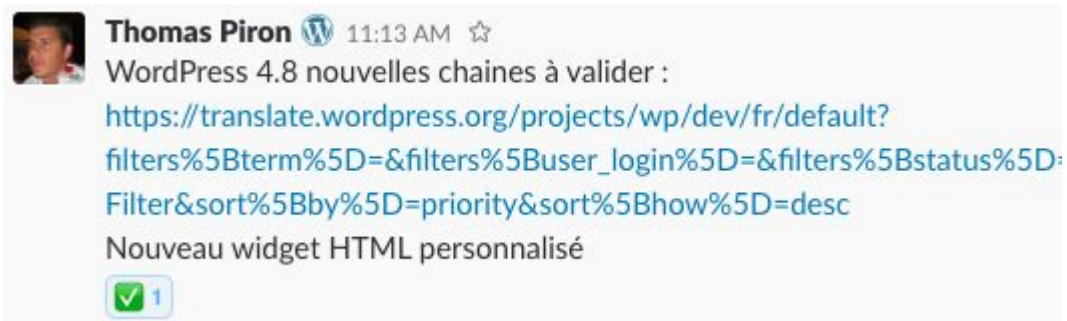 Thomas Piron 11:13 AM
WordPress 4.8 nouvelles chaines à valider :
https://translate.wordpress.org/projects/wp/dev/fr/default?
filters%5Bterm%5D=&filters%5Buser_login%5D=&filters%5Bstatus%5D=
Filter&sort%5Bby%5D=priority&sort%5Bhow%5D=desc
Nouveau widget HTML personnalisé
1